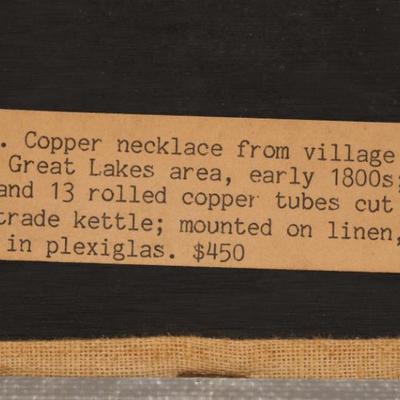 . Copper necklace from village
Great Lakes area, early 1800s;
and 13 rolled copper tubes cut
trade kettle; mounted on linen,
in plexiglas. $450